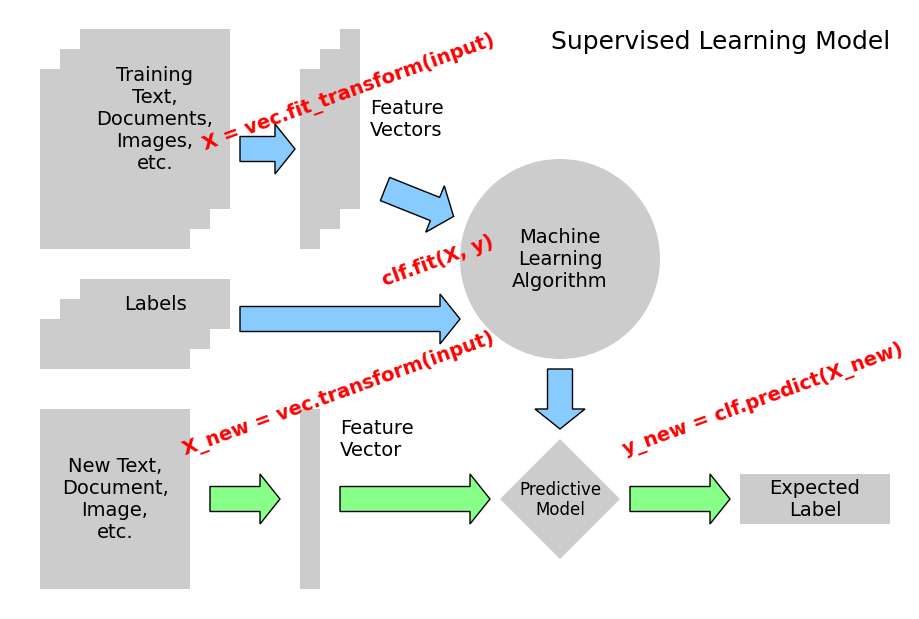 Supervised Learning Model
Training
Text,
Documents,
Images,
etc.
X = vec.fit_transform(input)
Feature
Vectors
Machine
Learning
Algorithm
clf.fit(X, y)
Labels
X_new = vec.transform(input)
y_new = clf.predict(X_new)
New Text,
Document,
Image,
etc.
Feature
Vector
Predictive
Model
Expected
Label